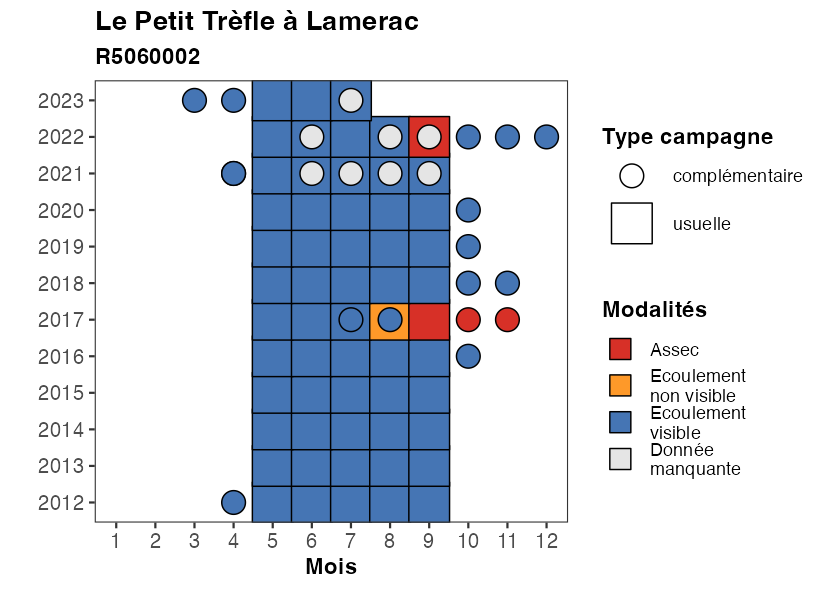 Le Petit Trèfle à Lamerac
R5060002
2023
2022
2021
2020
2019
2018
2017
2016
2015
2014
2013
2012
1 2 3 4 5 6 7 8 9 10 11 12
Mois
Type campagne
complémentaire
usuelle
Modalités
Assec
Ecoulement
non visible
Ecoulement
visible
Donnée
manquante